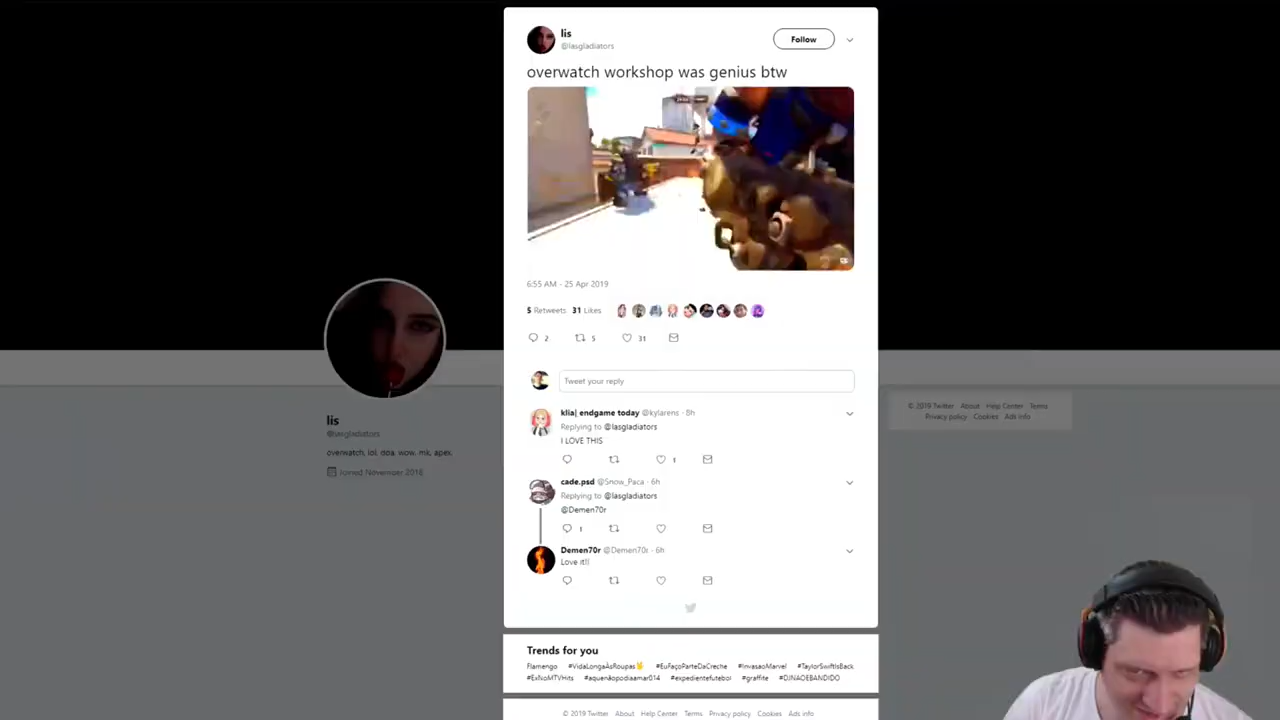 lis
@lasgladiators
Follow
overwatch workshop was genius btw
6:55 AM - 25 Apr 2019
5 Retweets 31 Likes
2 5 31
Tweet your reply
klia| endgame today @kylarens · 8h
Replying to @lasgladiators
I LOVE THIS
1
cade.psd @Snow_Paca · 6h
Replying to @lasgladiators
@Demen70r
1
Demen70r @Demen70r · 6h
Love it!!
Trends for you
Flamengo #VidaLongaÀsRoupas #EuFaçoParteDaCreche #InvasaoMarvel #TaylorSwiftIsBack
#ExNoMTVHits #aquenãopodiaamar014 #expedientefutebol #graffite #DJNAOEBANDIDO
© 2019 Twitter About Help Center Terms Privacy policy Cookies Ads info
lis
@lasgladiators
overwatch, lol, doa, wow, mk, apex.
Joined November 2016
© 2019 Twitter About Help Center Terms
Privacy policy Cookies Ads info